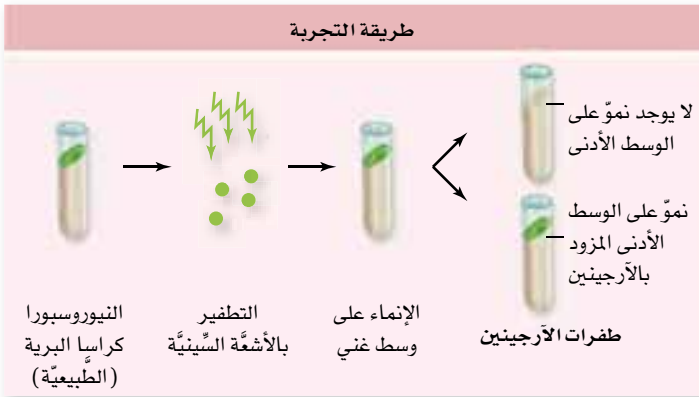 طريقة التجربة
لا يوجد نموّ على
الوسط الأدنى
نموّ على الوسط
الأدنى المزود
بالآرجينين
النيوروسبورا
كراسا البرية
(الطَّبيعيّة)
التطفير
بالأشعَّة السِّينيَّة
الإنماء على
وسط غني
طفرات الآرجينين